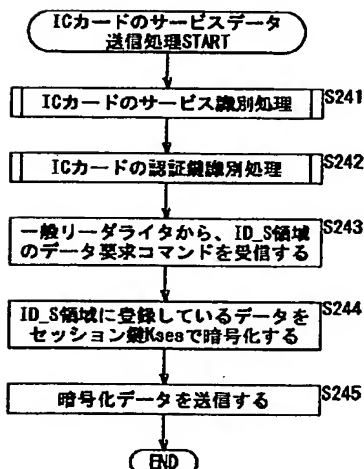 ICカードのサービスデータ
送信処理START
ICカードのサービス識別処理
S241
ICカードの認証鍵識別処理
S242
一般リーダライタから、ID_S領域
のデータ要求コマンドを受信する
S243
ID_S領域に登録しているデータを
セッション鍵Ksesで暗号化する
S244
暗号化データを送信する
S245
END